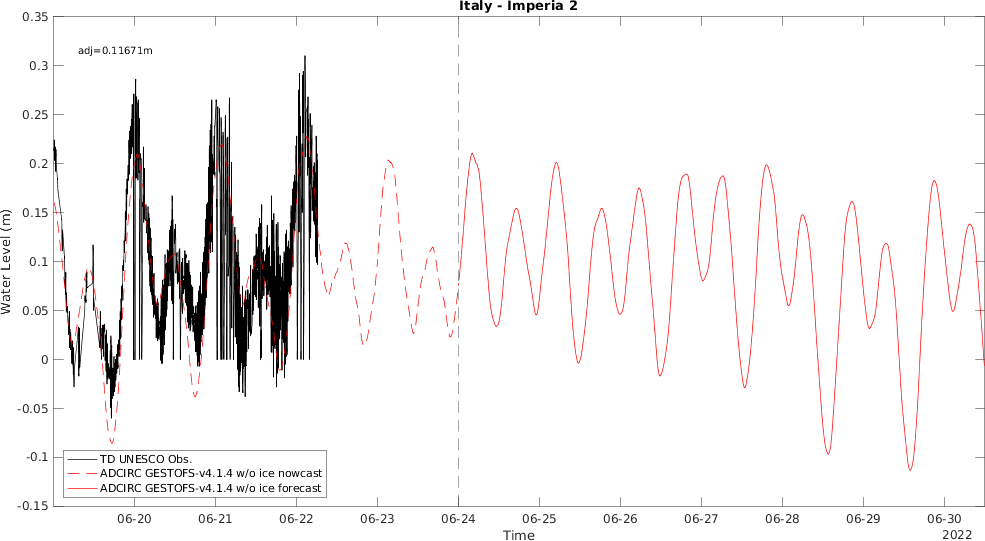 Italy - Imperia 2
0.35
0.3
0.25
0.2
0.15
0.1
0.05
0
-0.05
-0.1
-0.15
Water Level (m)
adj=0.11671m
TD UNESCO Obs.
ADCIRC GESTOFS-v4.1.4 w/o ice nowcast
ADCIRC GESTOFS-v4.1.4 w/o ice forecast
06-20 06-21 06-22 06-23 06-24 06-25 06-26 06-27 06-28 06-29 06-30
Time
2022